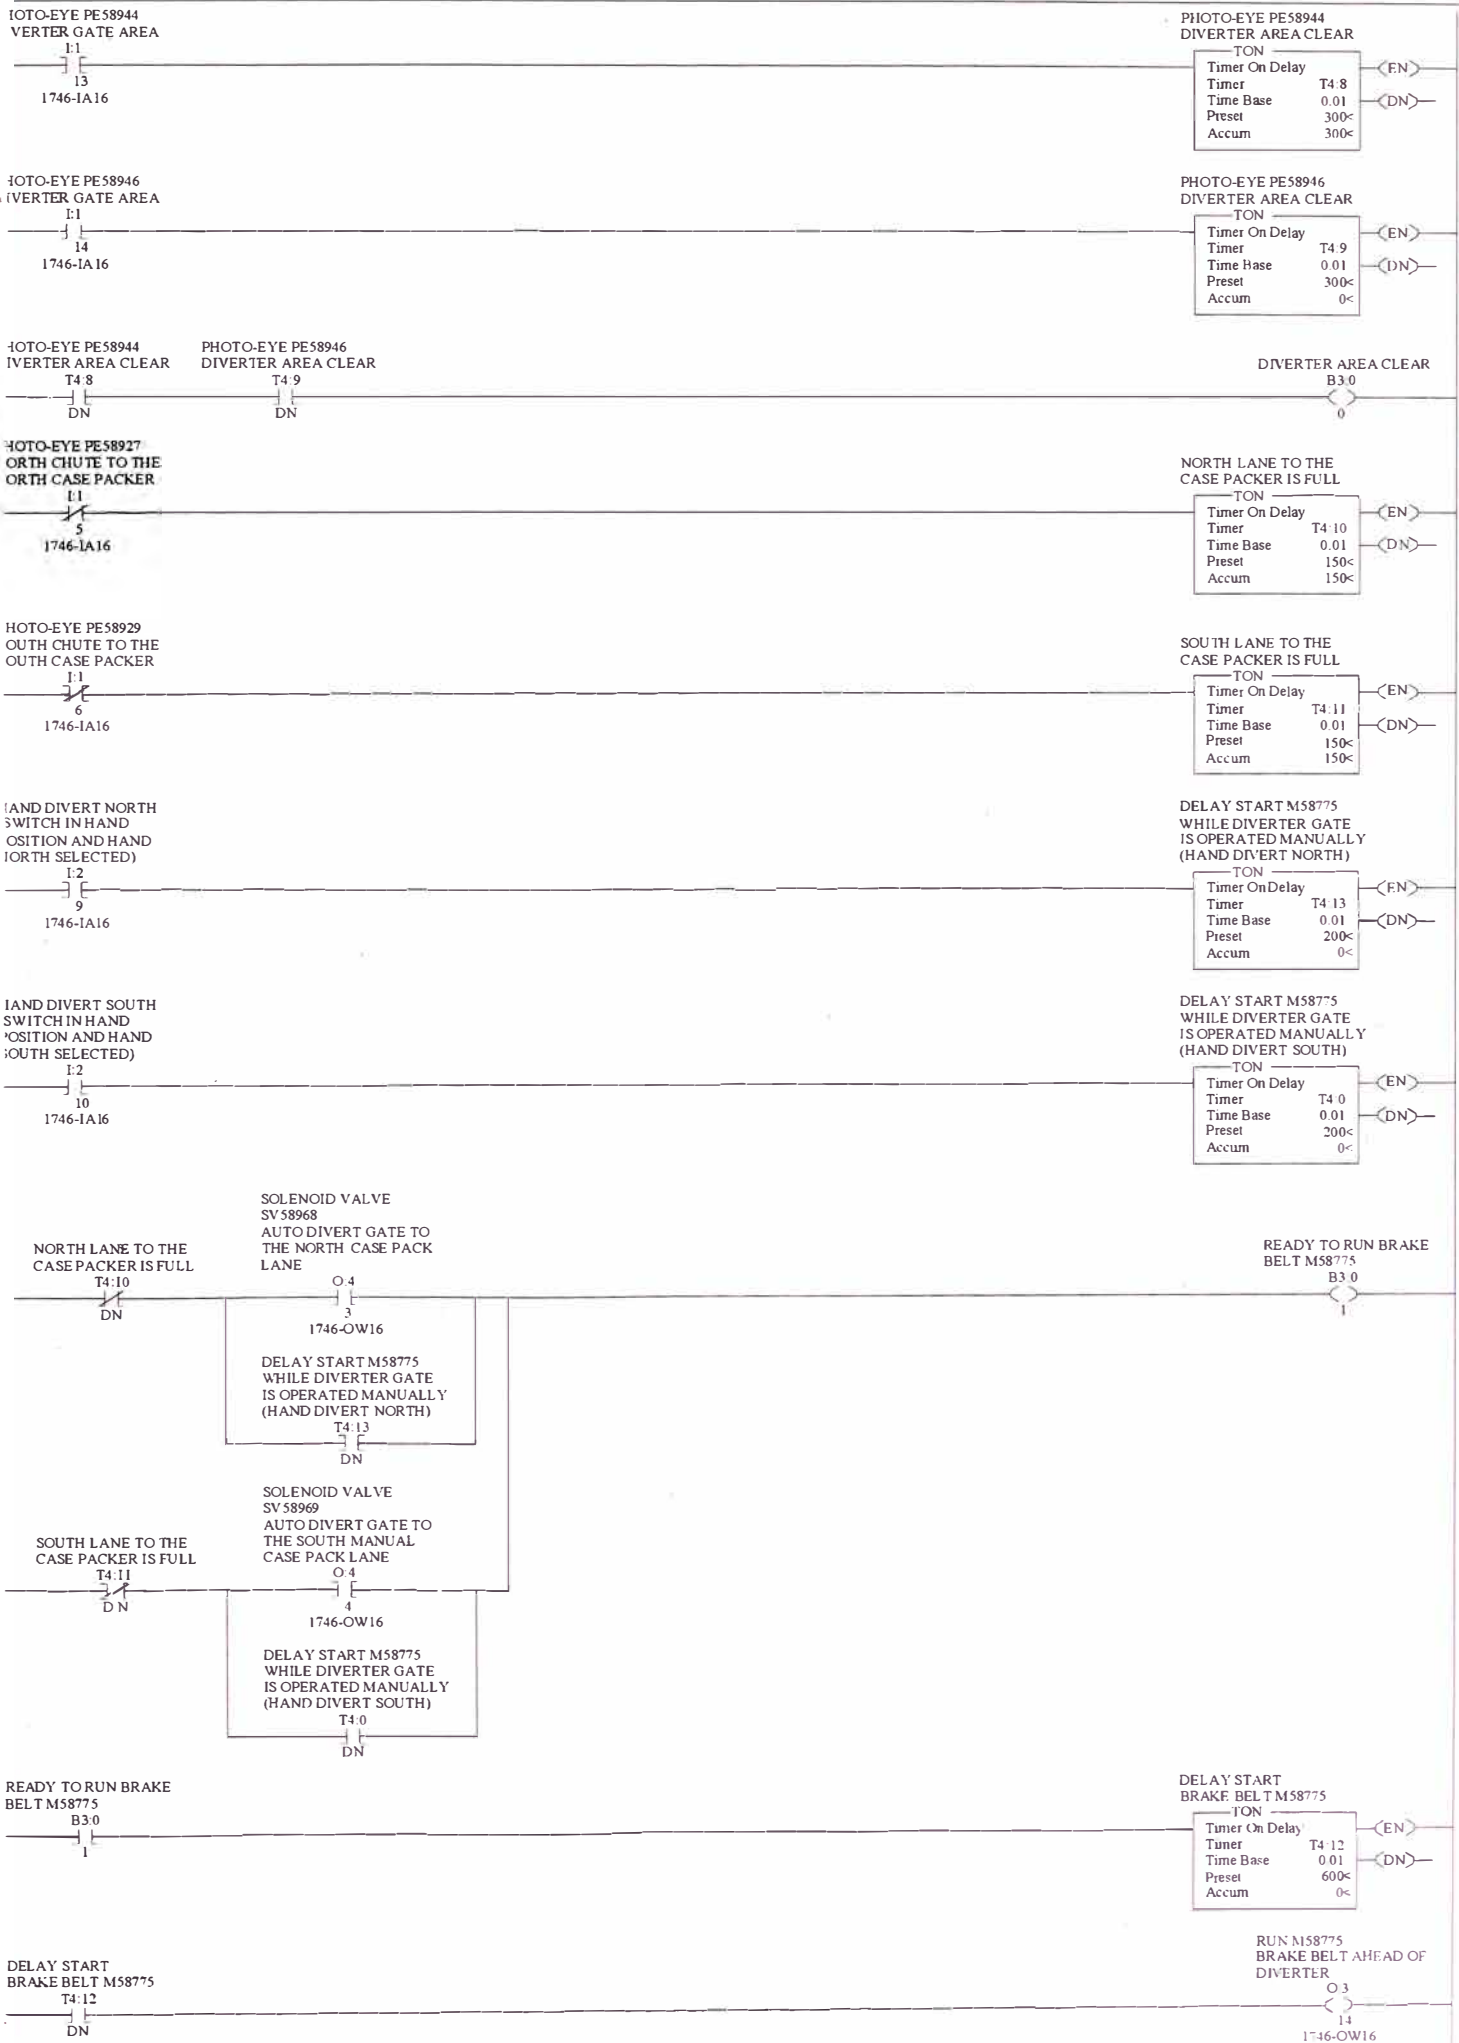 IOTO-EYE PE58944
VERTER GATE AREA
I:1
13
1746-IA16
PHOTO-EYE PE58944
DIVERTER AREA CLEAR
TON
Timer On Delay
Timer T4:8
Time Base 0.01
Preset 300<
Accum 300<
EN
DN
IOTO-EYE PE58946
IVERTER GATE AREA
I:1
14
1746-IA16
PHOTO-EYE PE58946
DIVERTER AREA CLEAR
TON
Timer On Delay
Timer T4:9
Time Base 0.01
Preset 300<
Accum 0<
EN
DN
HOTO-EYE PE58944
IVERTER AREA CLEAR
T4:8
DN
PHOTO-EYE PE58946
DIVERTER AREA CLEAR
T4:9
DN
DIVERTER AREA CLEAR
B3:0
0
HOTO-EYE PE58927
ORTH CHUTE TO THE
ORTH CASE PACKER
I:1
5
1746-IA16
NORTH LANE TO THE
CASE PACKER IS FULL
TON
Timer On Delay
Timer T4:10
Time Base 0.01
Preset 150<
Accum 150<
EN
DN
HOTO-EYE PE58929
OUTH CHUTE TO THE
OUTH CASE PACKER
I:1
6
1746-IA16
SOUTH LANE TO THE
CASE PACKER IS FULL
TON
Timer On Delay
Timer T4:11
Time Base 0.01
Preset 150<
Accum 150<
EN
DN
AND DIVERT NORTH
SWITCH IN HAND
OSITION AND HAND
NORTH SELECTED)
I:2
9
1746-IA16
DELAY START M58775
WHILE DIVERTER GATE
IS OPERATED MANUALLY
(HAND DIVERT NORTH)
TON
Timer On Delay
Timer T4:13
Time Base 0.01
Preset 200<
Accum 0<
EN
DN
HAND DIVERT SOUTH
SWITCH IN HAND
POSITION AND HAND
SOUTH SELECTED)
I:2
10
1746-IA16
DELAY START M58775
WHILE DIVERTER GATE
IS OPERATED MANUALLY
(HAND DIVERT SOUTH)
TON
Timer On Delay
Timer T4:0
Time Base 0.01
Preset 200<
Accum 0<
EN
DN
NORTH LANE TO THE
CASE PACKER IS FULL
T4:10
DN
SOLENOID VALVE
SV58968
AUTO DIVERT GATE TO
THE NORTH CASE PACK
LANE
O:4
3
1746-OW16
READY TO RUN BRAKE
BELT M58775
B3:0
1
DELAY START M58775
WHILE DIVERTER GATE
IS OPERATED MANUALLY
(HAND DIVERT NORTH)
T4:13
DN
SOUTH LANE TO THE
CASE PACKER IS FULL
T4:11
DN
SOLENOID VALVE
SV58969
AUTO DIVERT GATE TO
THE SOUTH MANUAL
CASE PACK LANE
O:4
4
1746-OW16
DELAY START M58775
WHILE DIVERTER GATE
IS OPERATED MANUALLY
(HAND DIVERT SOUTH)
T4:0
DN
READY TO RUN BRAKE
BELT M58775
B3:0
1
DELAY START
BRAKE BELT M58775
TON
Timer On Delay
Timer T4:12
Time Base 0.01
Preset 600<
Accum 0<
EN
DN
DELAY START
BRAKE BELT M58775
T4:12
DN
RUN M58775
BRAKE BELT AHEAD OF
DIVERTER
O:3
14
1746-OW16